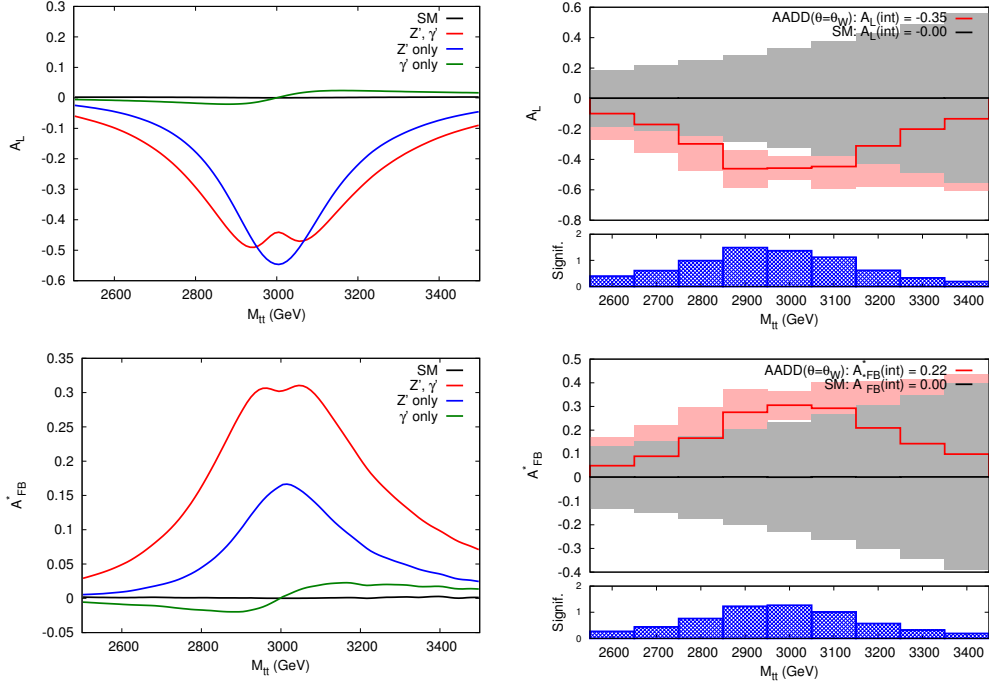 0.3
0.2
0.1
0
-0.1
-0.2
-0.3
-0.4
-0.5
-0.6
A_L
SM
Z', γ'
Z' only
γ' only
2600 2800 3000 3200 3400
M_tt (GeV)
0.6
0.4
0.2
0
-0.2
-0.4
-0.6
-0.8
A_L
AADD(θ=θ_W): A_L(int) = -0.35
SM: A_L(int) = -0.00
2
1
0
Signif.
2600 2700 2800 2900 3000 3100 3200 3300 3400
M_tt (GeV)
0.35
0.3
0.25
0.2
0.15
0.1
0.05
0
-0.05
A^*_FB
SM
Z', γ'
Z' only
γ' only
2600 2800 3000 3200 3400
M_tt (GeV)
0.5
0.4
0.3
0.2
0.1
0
-0.1
-0.2
-0.3
-0.4
A^*_FB
AADD(θ=θ_W): A^*_FB(int) = 0.22
SM: A^*_FB(int) = 0.00
2
1
0
Signif.
2600 2700 2800 2900 3000 3100 3200 3300 3400
M_tt (GeV)